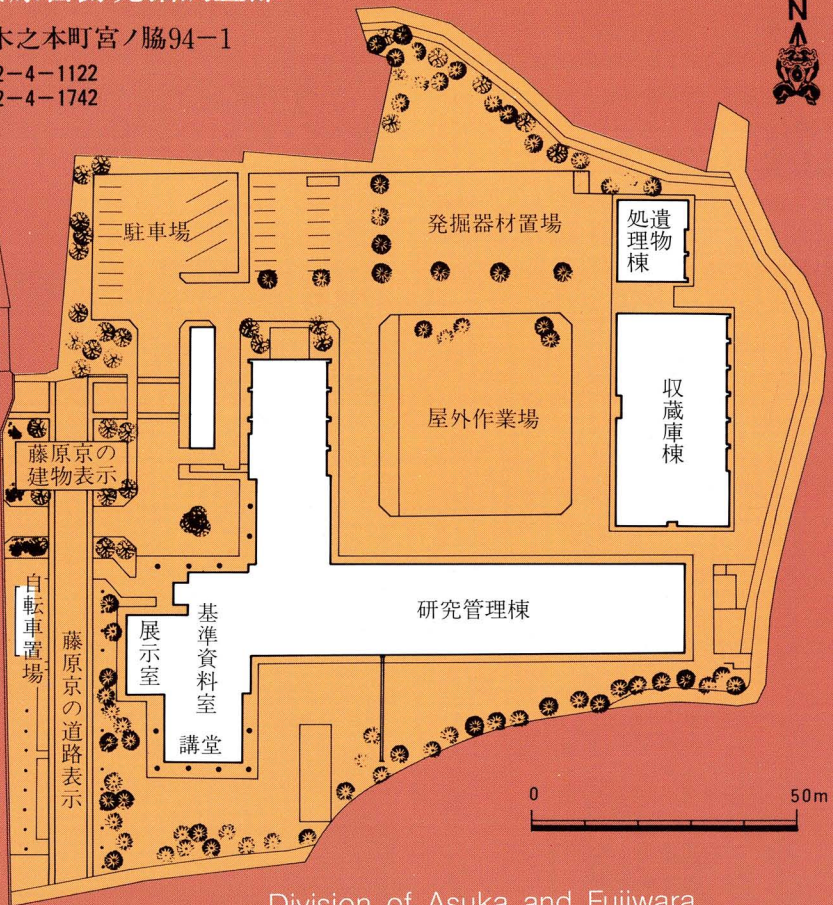 木之本町宮ノ脇94-1
2-4-1122
2-4-1742
N
駐車場
発掘器材置場
遺物
処理棟
収蔵庫棟
屋外作業場
藤原京の
建物表示
自転車置場
藤原京の道路表示
展示室
基準資料室
講堂
研究管理棟
0 50m
Division of Asuka and Fujiwara